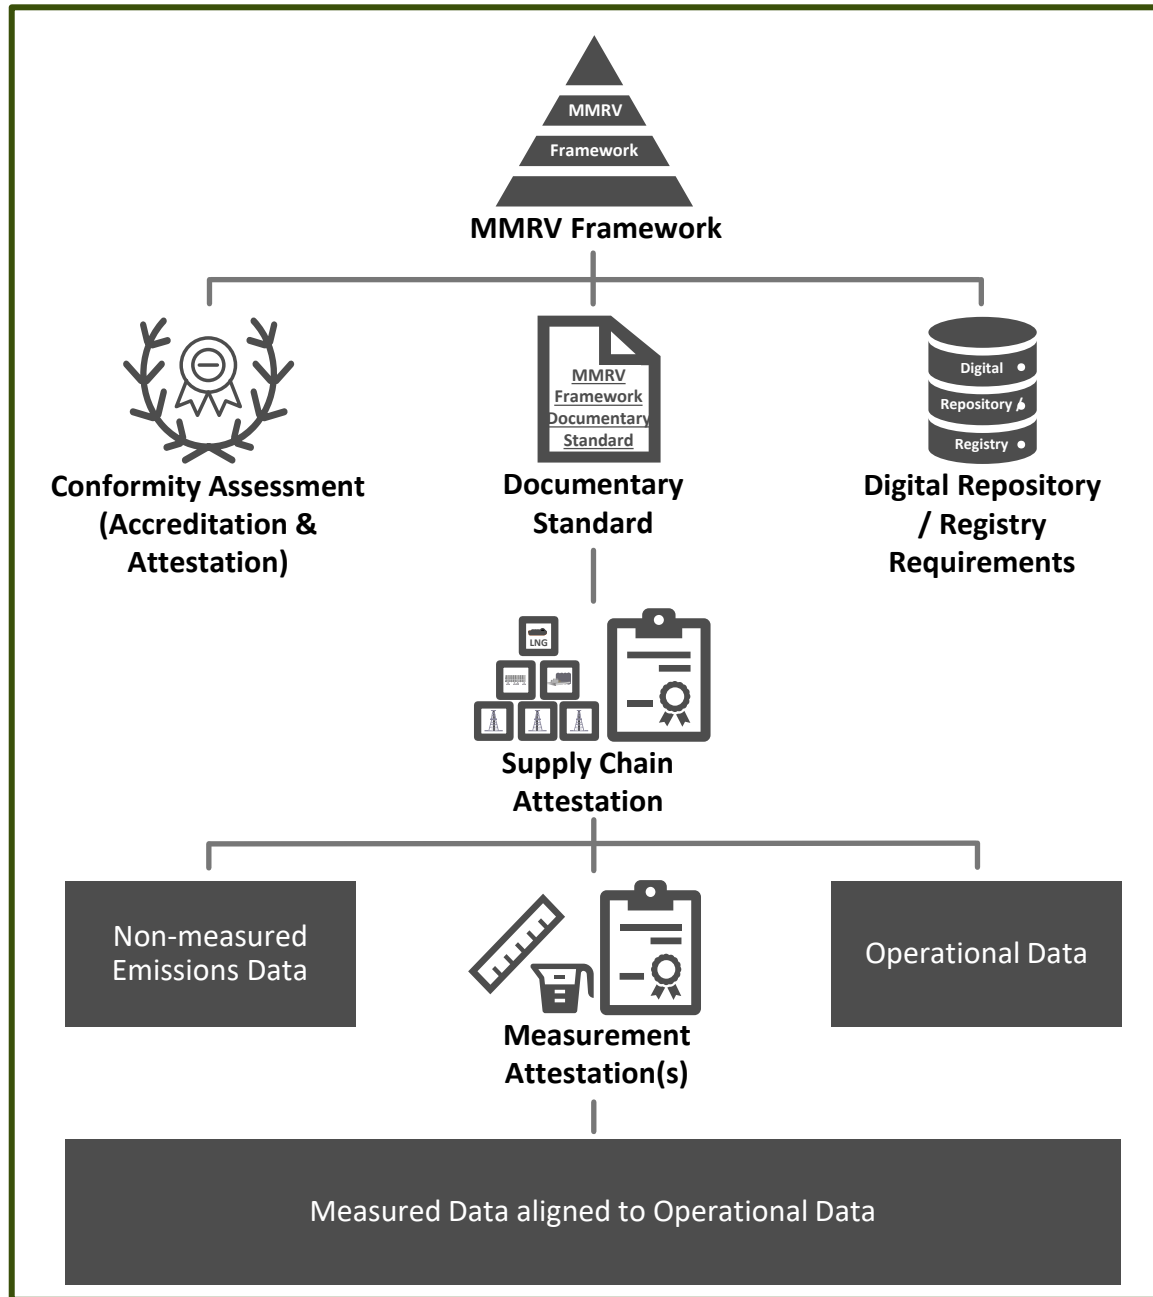 MMRV
Framework
MMRV Framework
MMRV
Framework
Documentary
Standard
Digital
Repository /
Registry
Conformity Assessment
(Accreditation &
Attestation)
Documentary
Standard
Digital Repository
/ Registry
Requirements
LNG
Supply Chain
Attestation
Non-measured
Emissions Data
Operational Data
Measurement
Attestation(s)
Measured Data aligned to Operational Data